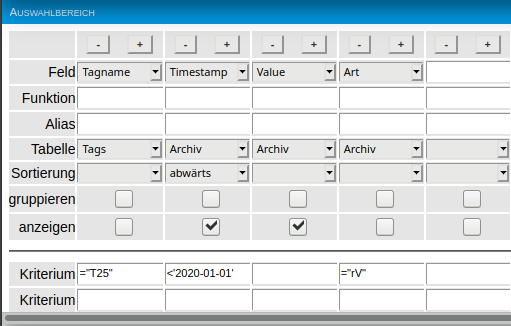 Auswahlbereich
- + - + - + - + - +
Feld Tagname Timestamp Value Art
Funktion
Alias
Tabelle Tags Archiv Archiv Archiv
Sortierung abwärts
gruppieren
anzeigen
Kriterium ="T25" <'2020-01-01' ="rV"
Kriterium